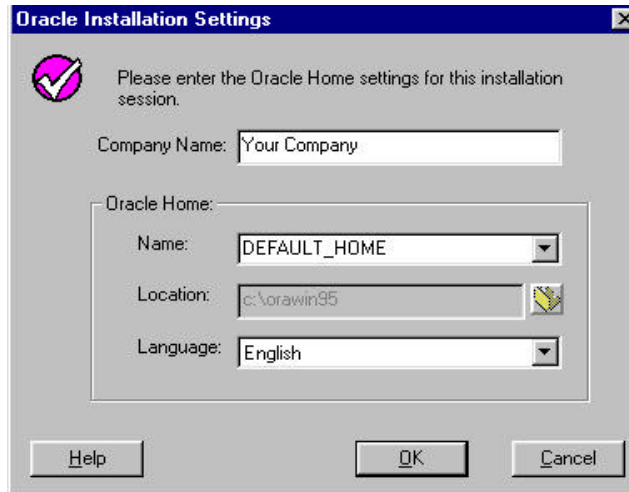 Oracle Installation Settings
Please enter the Oracle Home settings for this installation
session.
Company Name: Your Company
Oracle Home:
Name: DEFAULT_HOME
Location: c:\orawin95
Language: English
Help OK Cancel